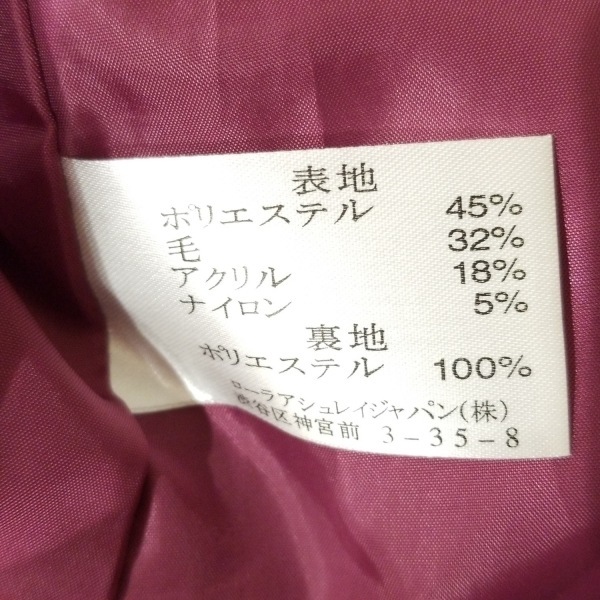 表地
ポリエステル 45%
毛 32%
アクリル 18%
ナイロン 5%
裏地
ポリエステル 100%
ローラアシュレイジャパン(株)
渋谷区神宮前 3-35-8